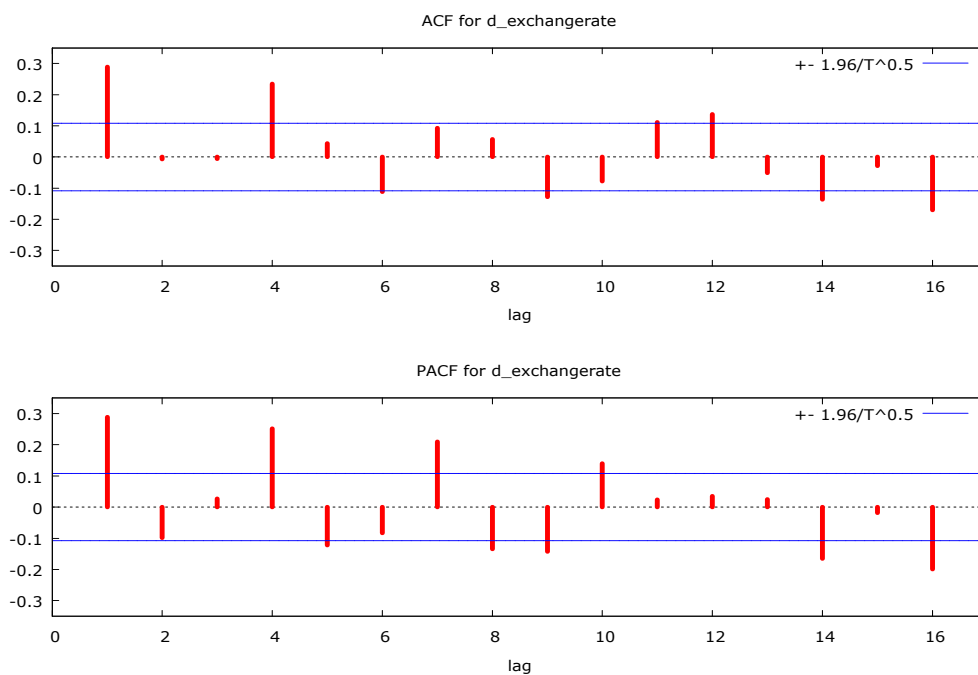 ACF for d_exchangerate
+- 1.96/T^0.5
0.3
0.2
0.1
0
-0.1
-0.2
-0.3
0 2 4 6 8 10 12 14 16
lag
PACF for d_exchangerate
+- 1.96/T^0.5
0.3
0.2
0.1
0
-0.1
-0.2
-0.3
0 2 4 6 8 10 12 14 16
lag